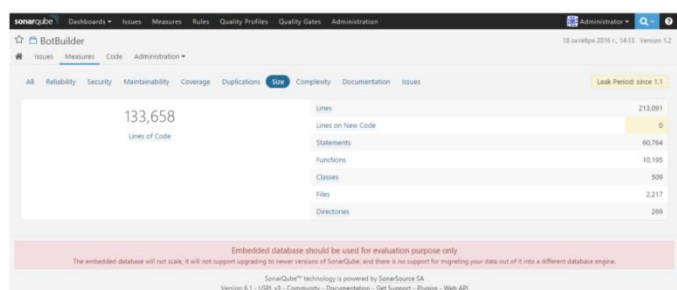 sonarqube Dashboards Issues Measures Rules Quality Profiles Quality Gates Administration Administrator
BotBuilder 18 октября 2016 г., 14:13 Version 1.2
Issues Measures Code Administration
All Reliability Security Maintainability Coverage Duplications Size Complexity Documentation Issues Leak Period: since 1.1
133,658
Lines of Code
Lines 213,091
Lines on New Code 0
Statements 60,764
Functions 10,195
Classes 509
Files 2,217
Directories 269
Embedded database should be used for evaluation purpose only
The embedded database will not scale, it will not support upgrading to newer versions of SonarQube, and there is no support for migrating your data out of it into a different database engine.
SonarQube™ technology is powered by SonarSource SA
Version 6.1 - LGPL v3 - Community - Documentation - Get Support - Plugins - Web API